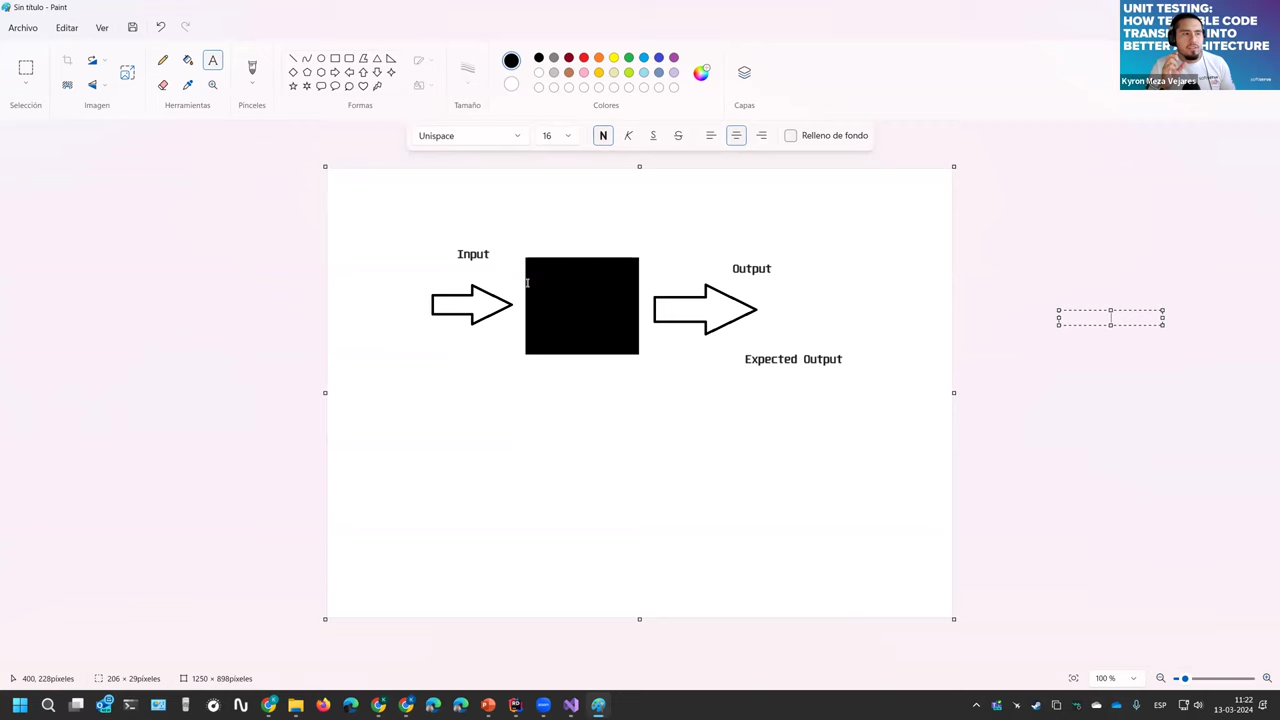 Sin título - Paint
Archivo
Editar
Ver
Selección
Imagen
Herramientas
Pinceles
Formas
Tamaño
Colores
Capas
Unispace
16
N
K
S
S
Relleno de fondo
UNIT TESTING:
INTO
BETTER
Kyron Meza Vejares
Input
Output
Expected Output
400, 228píxeles
206 × 29píxeles
1250 × 898píxeles
100 %
ESP
11:22
13-03-2024